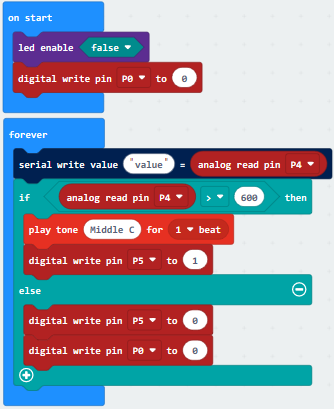 on start
led enable false
digital write pin P0 to 0
forever
serial write value "value" = analog read pin P4
if analog read pin P4 > 600 then
play tone Middle C for 1 beat
digital write pin P5 to 1
else
digital write pin P5 to 0
digital write pin P0 to 0